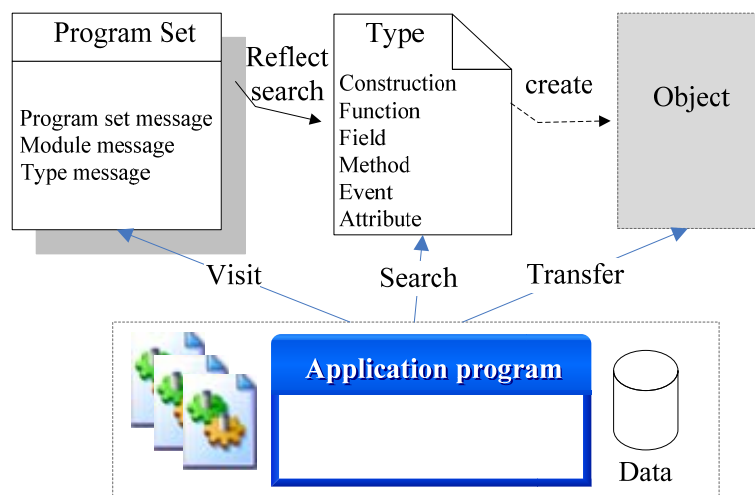 Program Set
Program set message
Module message
Type message
Reflect
search
Type
Construction
Function
Field
Method
Event
Attribute
create
Object
Visit
Search
Transfer
Application program
Data